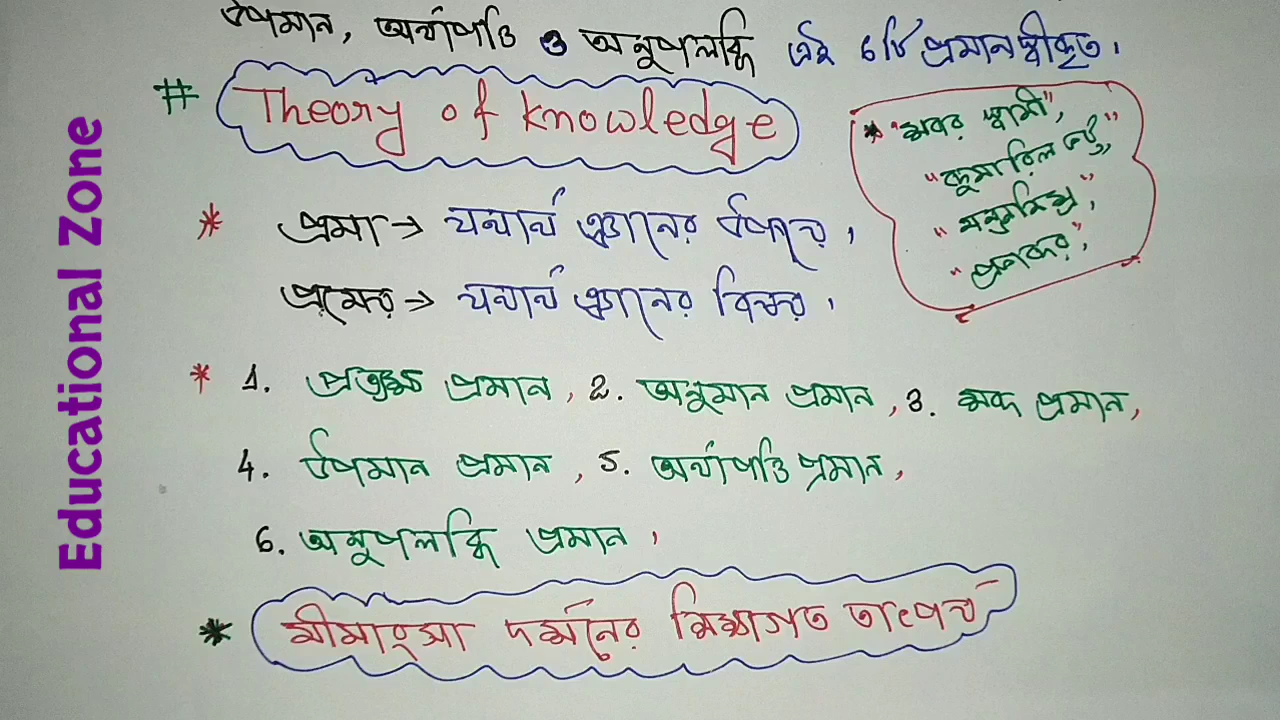 উপমান, অর্থাপত্তি ও অনুপলব্ধি এই ৬টি প্রমান স্বীকৃত।
# Theory of knowledge
* "শবর স্বামী",
"কুমারিল ভট্ট"
"মন্ডনমিশ্র",
"প্রভাকর",
* প্রমা → যথার্থ জ্ঞানের উপায়।
প্রমেয় → যথার্থ জ্ঞানের বিষয়।
* 1. প্রত্যক্ষ প্রমান, 2. অনুমান প্রমান, 3. শব্দ প্রমান,
4. উপমান প্রমান, 5. অর্থাপত্তি প্রমান,
6. অনুপলব্ধি প্রমান।
* মীমাংসা দর্শনের শিক্ষাগত তাৎপর্য
Educational Zone